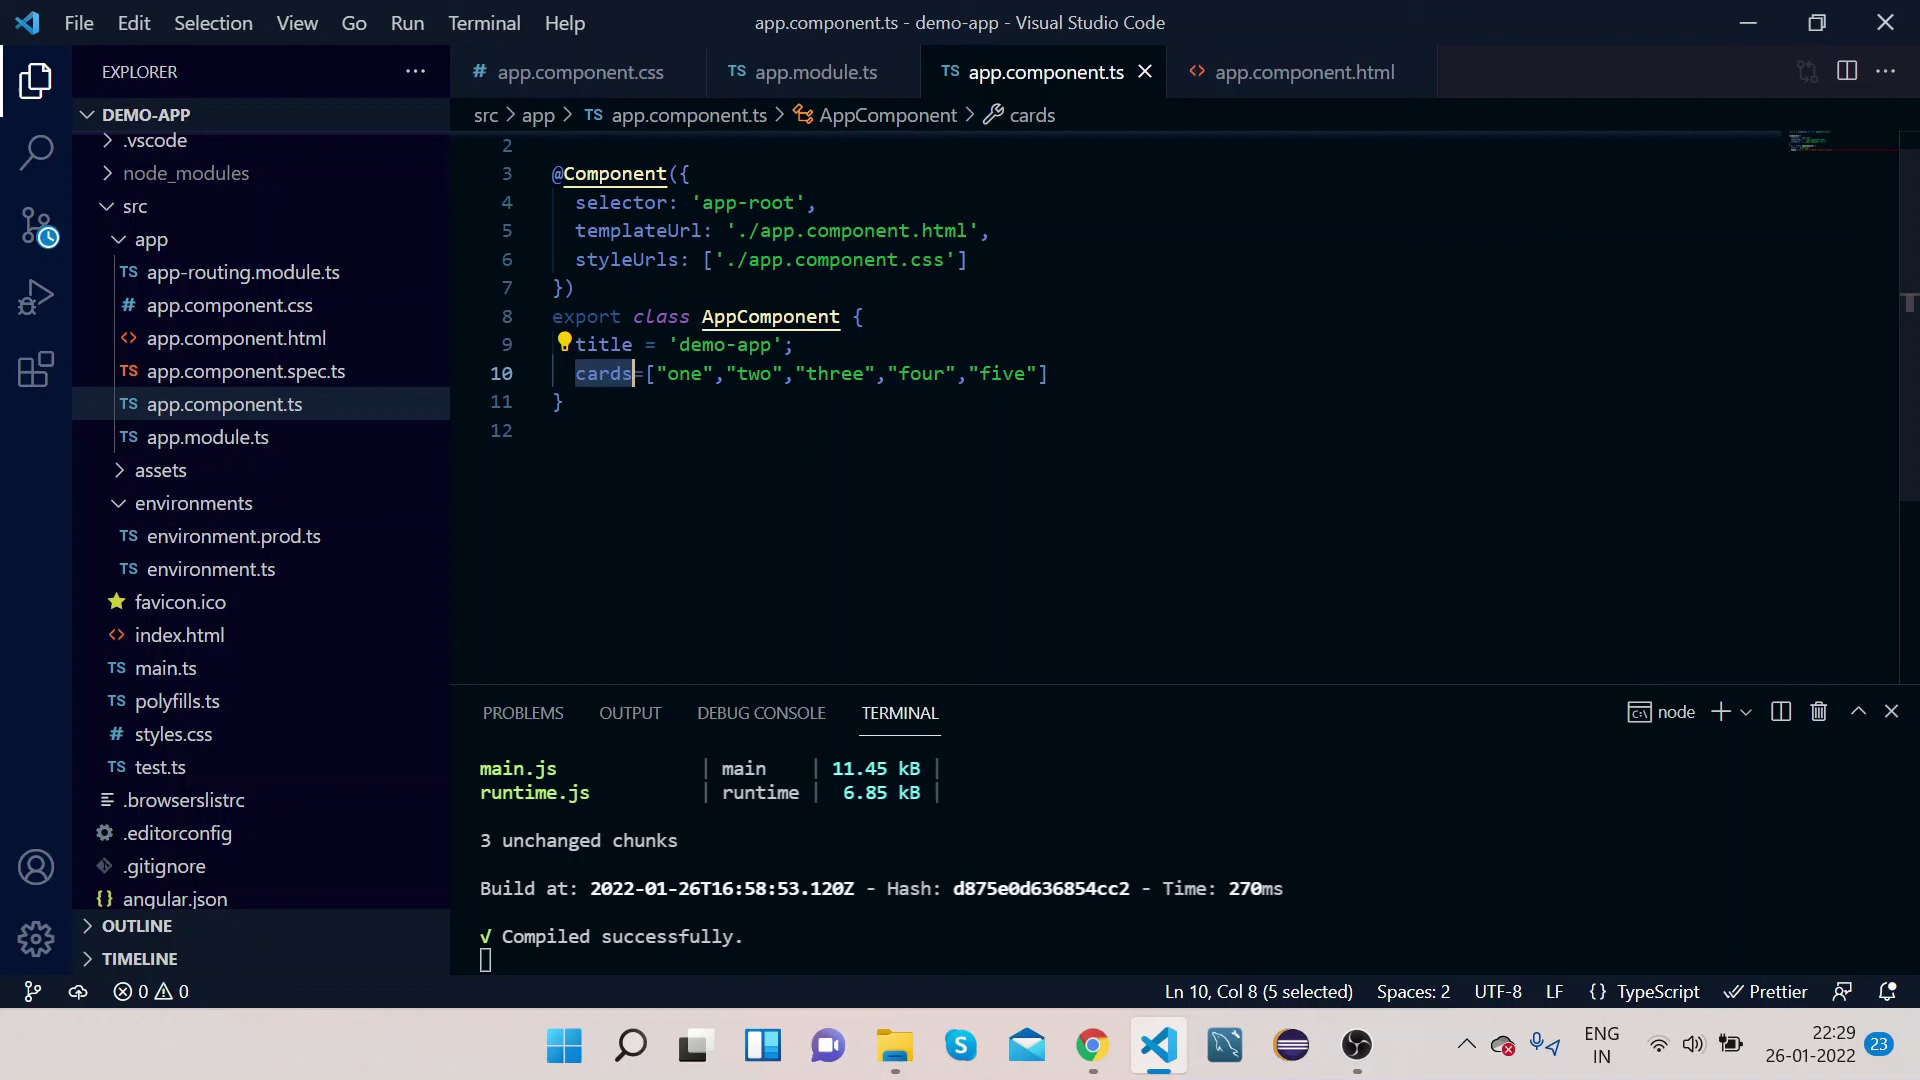 File Edit Selection View Go Run Terminal Help
app.component.ts - demo-app - Visual Studio Code
EXPLORER
DEMO-APP
.vscode
node_modules
src
app
TS app-routing.module.ts
# app.component.css
<> app.component.html
TS app.component.spec.ts
TS app.component.ts
TS app.module.ts
assets
environments
TS environment.prod.ts
TS environment.ts
favicon.ico
<> index.html
TS main.ts
TS polyfills.ts
# styles.css
TS test.ts
.browserslistrc
.editorconfig
.gitignore
{} angular.json
OUTLINE
TIMELINE
# app.component.css
TS app.module.ts
TS app.component.ts
<> app.component.html
src > app > TS app.component.ts > AppComponent > cards
2
3 @Component({
4 selector: 'app-root',
5 templateUrl: './app.component.html',
6 styleUrls: ['./app.component.css']
7 })
8 export class AppComponent {
9 title = 'demo-app';
10 cards=["one","two","three","four","five"]
11 }
12
PROBLEMS OUTPUT DEBUG CONSOLE TERMINAL
node
main.js | main | 11.45 kB |
runtime.js | runtime | 6.85 kB |
3 unchanged chunks
Build at: 2022-01-26T16:58:53.120Z - Hash: d875e0d636854cc2 - Time: 270ms
√ Compiled successfully.
0 0
Ln 10, Col 8 (5 selected) Spaces: 2 UTF-8 LF {} TypeScript Prettier
ENG
IN
22:29
26-01-2022
23